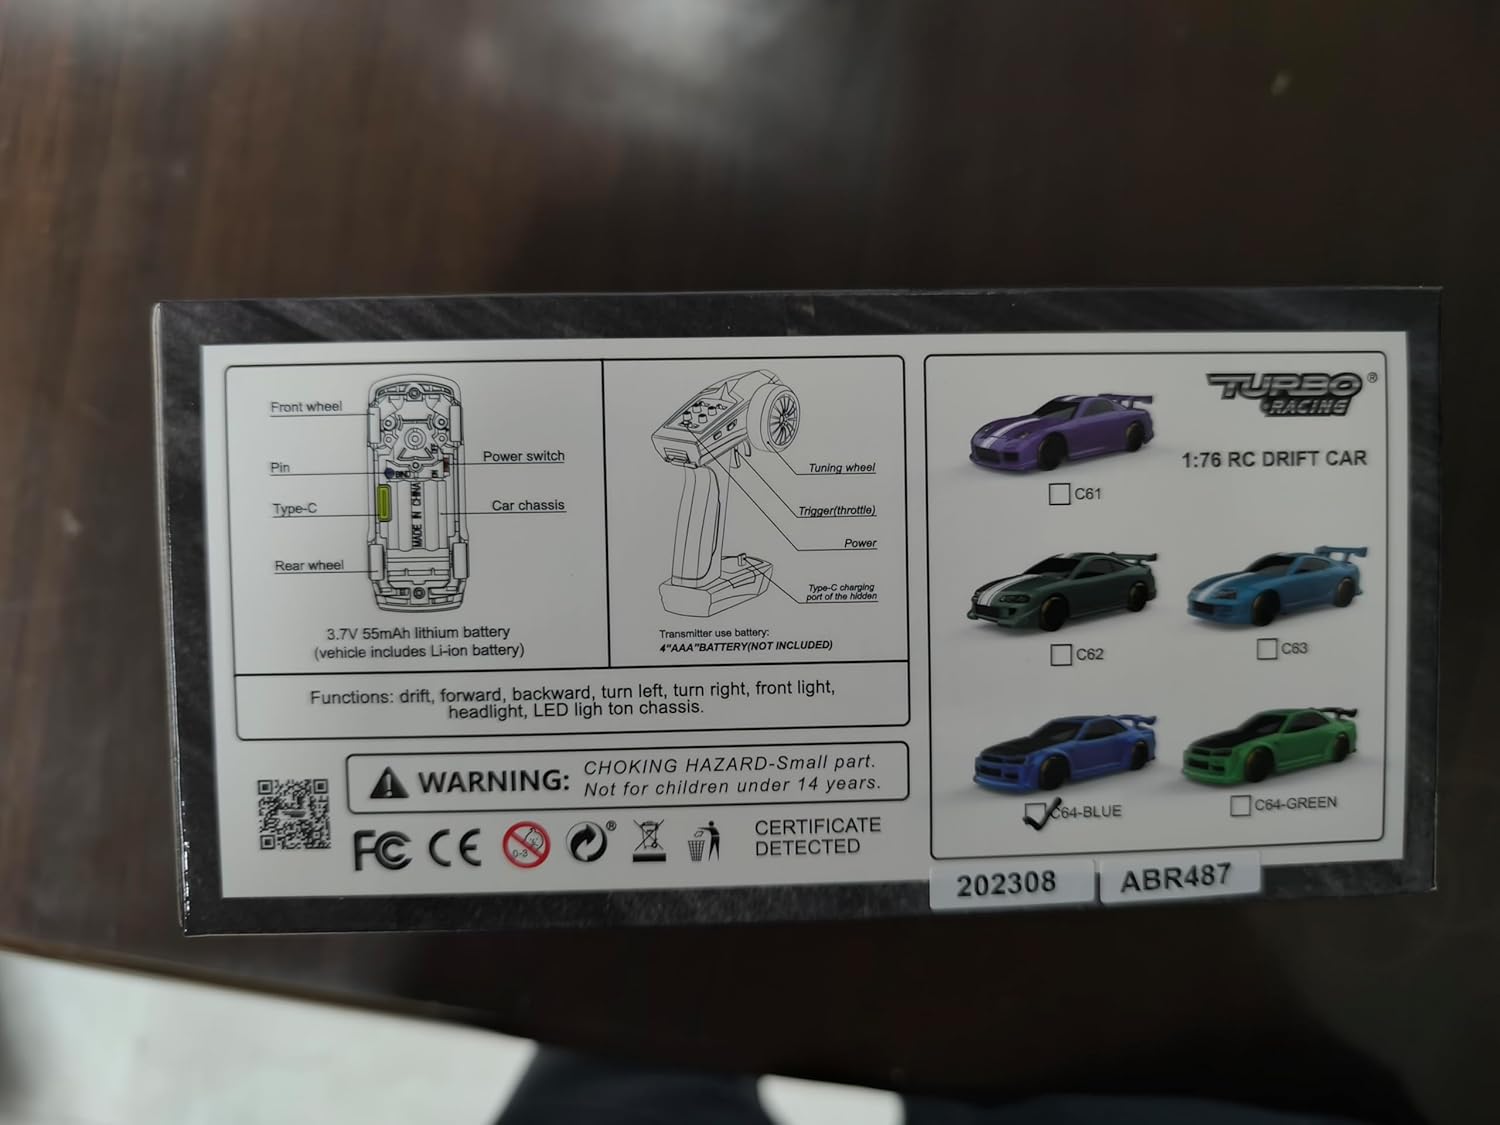 Front wheel
Pin
Type-C
Rear wheel
Power switch
Car chassis
MADE IN CHINA
3.7V 55mAh lithium battery
(vehicle includes Li-ion battery)
Tuning wheel
Trigger(throttle)
Power
Type-C charging
port of the hidden
Transmitter use battery:
4"AAA"BATTERY(NOT INCLUDED)
Functions: drift, forward, backward, turn left, turn right, front light,
headlight, LED ligh ton chassis.
WARNING:
CHOKING HAZARD-Small part.
Not for children under 14 years.
FC CE
0-3
®
CERTIFICATE
DETECTED
TURBO®
RACING
1:76 RC DRIFT CAR
C61
C62
C63
C64-BLUE
C64-GREEN
202308
ABR487